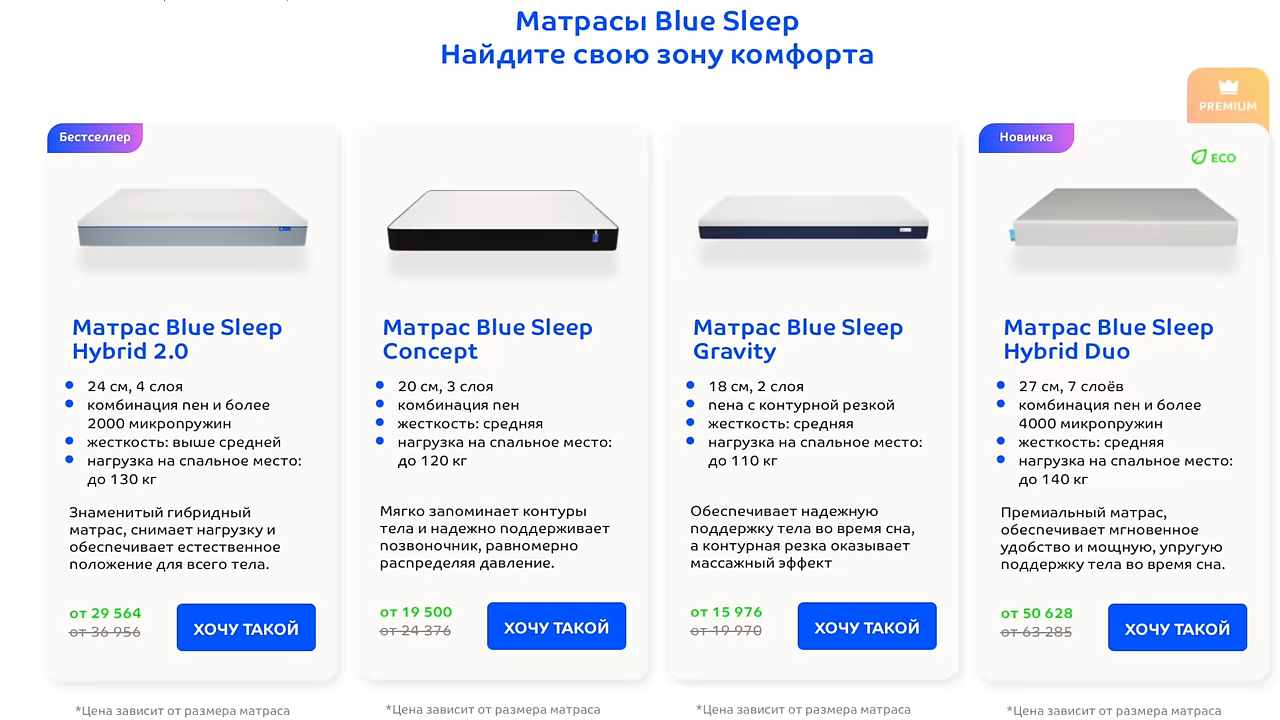 Матрасы Blue Sleep
Найдите свою зону комфорта
PREMIUM
Бестселлер
Матрас Blue Sleep
Hybrid 2.0
24 см, 4 слоя
комбинация пен и более
2000 микропружин
жесткость: выше средней
нагрузка на спальное место:
до 130 кг
Знаменитый гибридный
матрас, снимает нагрузку и
обеспечивает естественное
положение для всего тела.
от 29 564
от 36 956
ХОЧУ ТАКОЙ
*Цена зависит от размера матраса
Матрас Blue Sleep
Concept
20 см, 3 слоя
комбинация пен
жесткость: средняя
нагрузка на спальное место:
до 120 кг
Мягко запоминает контуры
тела и надежно поддерживает
позвоночник, равномерно
распределяя давление.
от 19 500
от 24 376
ХОЧУ ТАКОЙ
*Цена зависит от размера матраса
Матрас Blue Sleep
Gravity
18 см, 2 слоя
пена с контурной резкой
жесткость: средняя
нагрузка на спальное место:
до 110 кг
Обеспечивает надежную
поддержку тела во время сна,
а контурная резка оказывает
массажный эффект
от 15 976
от 19 970
ХОЧУ ТАКОЙ
*Цена зависит от размера матраса
Новинка
ECO
Матрас Blue Sleep
Hybrid Duo
27 см, 7 слоёв
комбинация пен и более
4000 микропружин
жесткость: средняя
нагрузка на спальное место:
до 140 кг
Премиальный матрас,
обеспечивает мгновенное
удобство и мощную, упругую
поддержку тела во время сна.
от 50 628
от 63 285
ХОЧУ ТАКОЙ
*Цена зависит от размера матраса